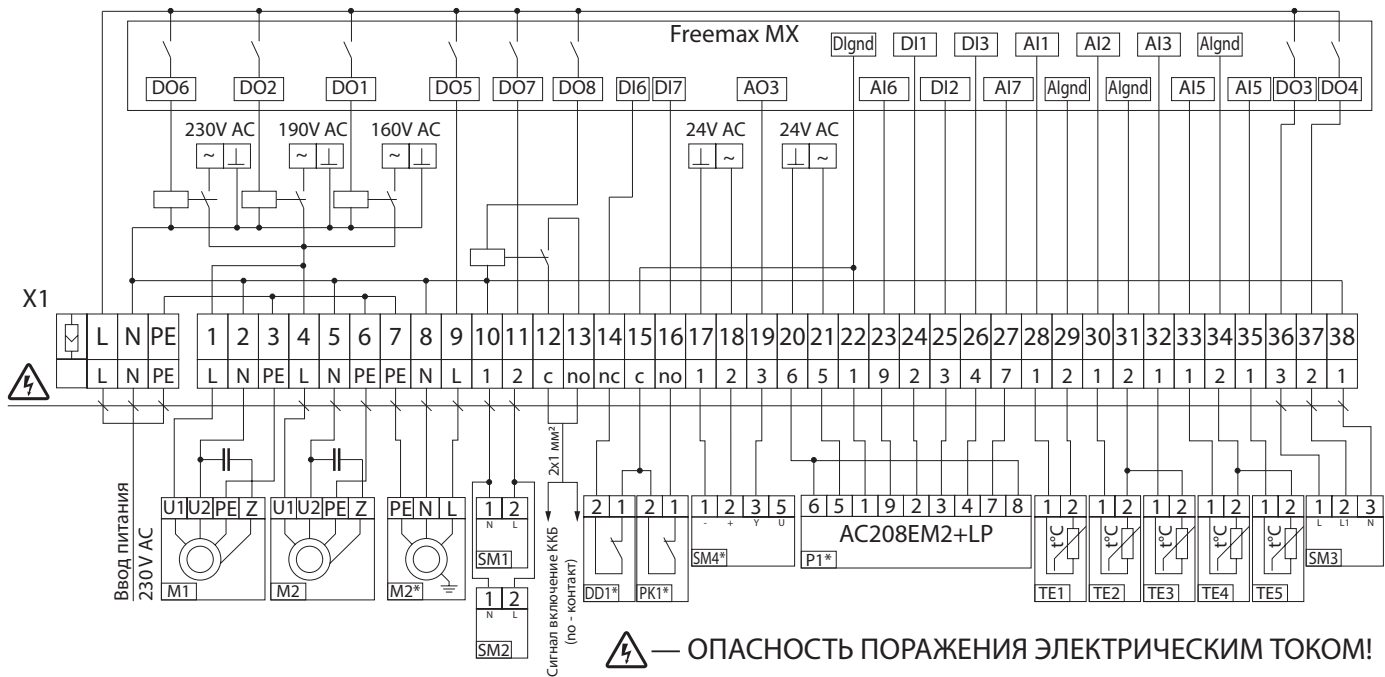 Freemax MX
DIgnd DI1 DI3 AI1 AI2 AI3 AIgnd
DO6 DO2 DO1 DO5 DO7 DO8 DI6 DI7 AO3 AI6 DI2 AI7 AIgnd AIgnd AI5 AI5 DO3 DO4
230V AC 190V AC 160V AC 24V AC 24V AC
~ ⊥ ~ ⊥ ~ ⊥ ⊥ ~ ⊥ ~
X1
L N PE 1 2 3 4 5 6 7 8 9 10 11 12 13 14 15 16 17 18 19 20 21 22 23 24 25 26 27 28 29 30 31 32 33 34 35 36 37 38
L N PE L N PE L N PE PE N L 1 2 c no nc c no 1 2 3 6 5 1 9 2 3 4 7 1 2 1 2 1 1 2 1 3 2 1
Ввод питания
230 V AC
U1 U2 PE Z
M1
U1 U2 PE Z
M2
PE N L
M2*
1 2
N L
SM1
1 2
N L
SM2
2x1 мм²
Сигнал включение ККБ
(no - контакт)
2 1
DD1*
2 1
PK1*
1 2 3 5
- + Y U
SM4*
6 5 1 9 2 3 4 7 8
AC208EM2+LP
P1*
1 2
t°C
TE1
1 2
t°C
TE2
1 2
t°C
TE3
1 2
t°C
TE4
1 2
t°C
TE5
1 2 3
L L1 N
SM3
— ОПАСНОСТЬ ПОРАЖЕНИЯ ЭЛЕКТРИЧЕСКИМ ТОКОМ!